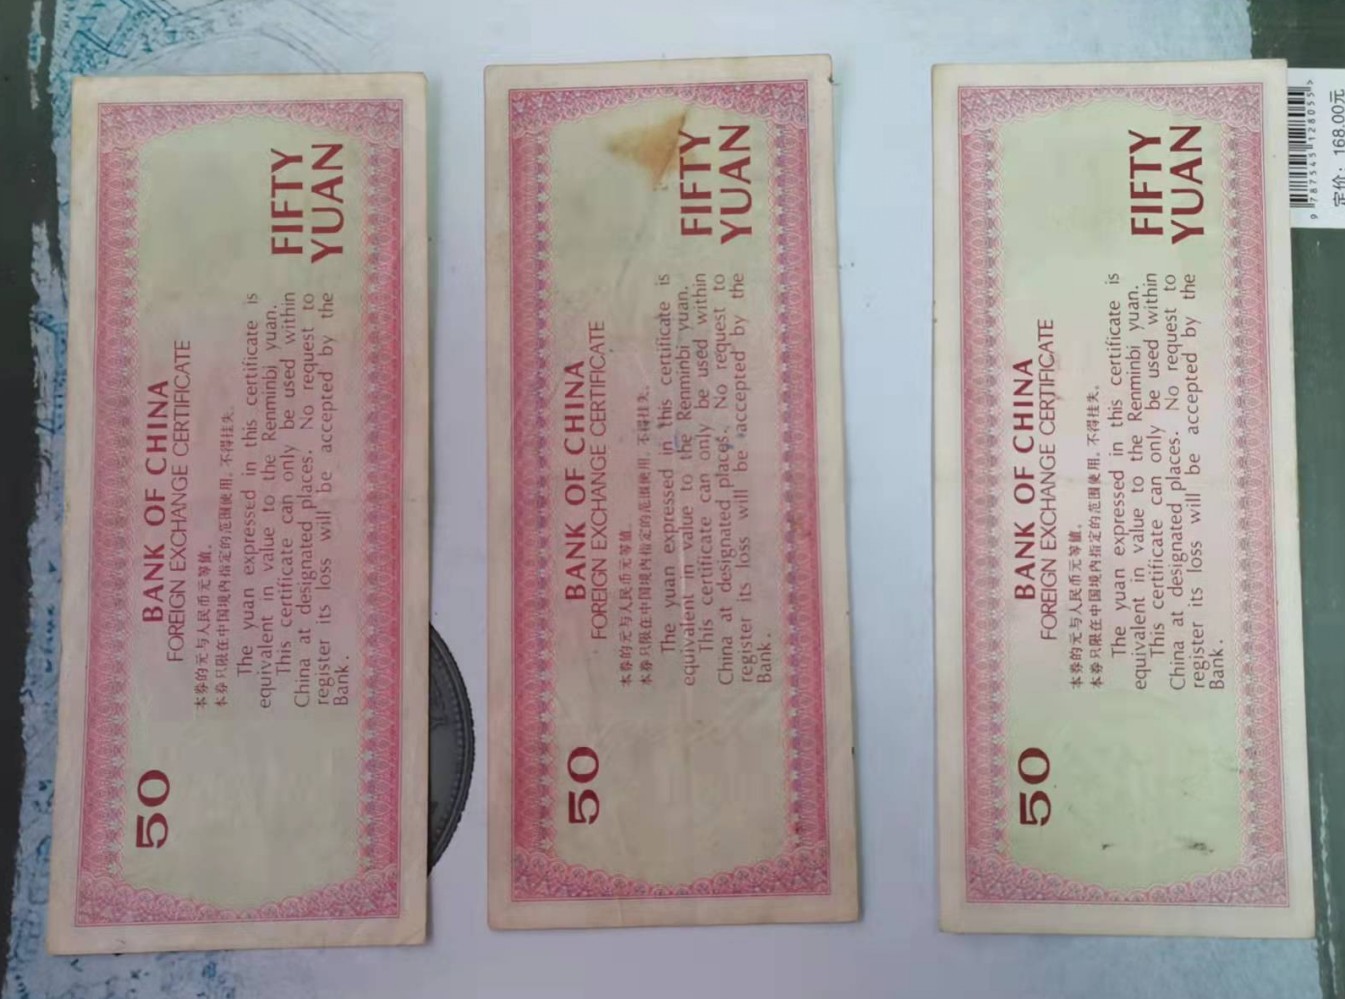 BANK OF CHINA
FOREIGN EXCHANGE CERTIFICATE
本券的元与人民币元等值。
本券只限在中国境内指定的范围使用,不得挂失。
The yuan expressed in this certificate is
equivalent in value to the Renminbi yuan.
This certificate can only be used within
China at designated places. No request to
register its loss will be accepted by the
Bank.
50
FIFTY
YUAN
BANK OF CHINA
FOREIGN EXCHANGE CERTIFICATE
本券的元与人民币元等值。
本券只限在中国境内指定的范围使用,不得挂失。
The yuan expressed in this certificate is
equivalent in value to the Renminbi yuan.
This certificate can only be used within
China at designated places. No request to
register its loss will be accepted by the
Bank.
50
FIFTY
YUAN
BANK OF CHINA
FOREIGN EXCHANGE CERTIFICATE
本券的元与人民币元等值。
本券只限在中国境内指定的范围使用,不得挂失。
The yuan expressed in this certificate is
equivalent in value to the Renminbi yuan.
This certificate can only be used within
China at designated places. No request to
register its loss will be accepted by the
Bank.
50
FIFTY
YUAN
9 787545 128055 >
定价:168.00元